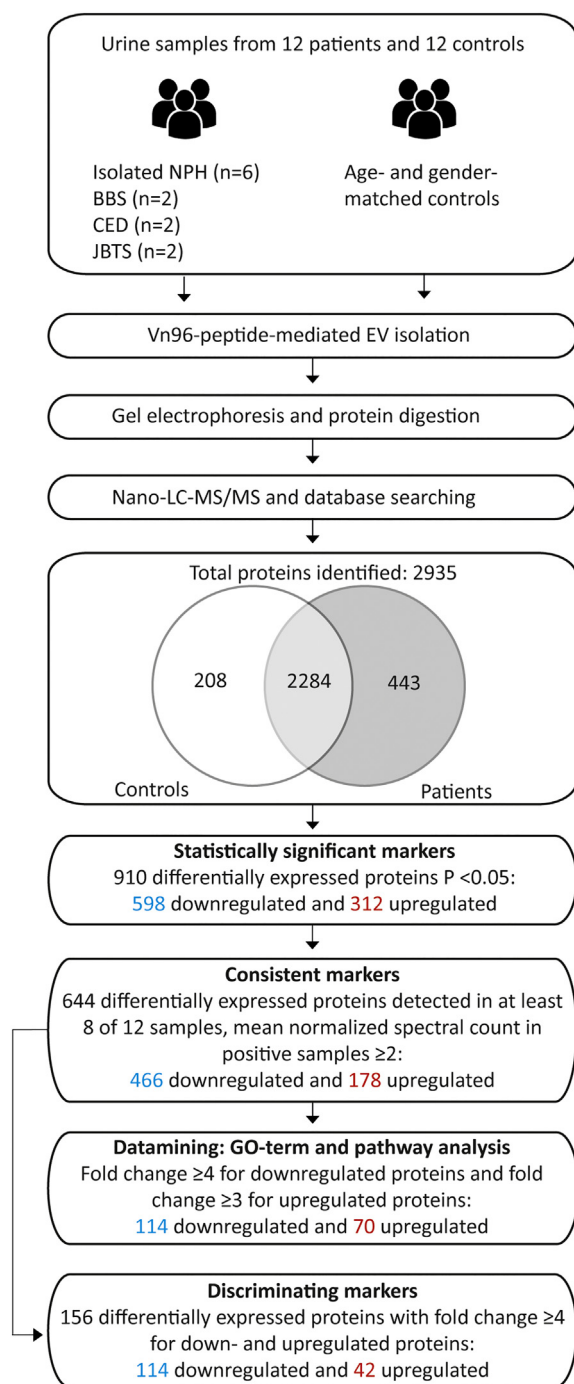 Urine samples from 12 patients and 12 controls
Isolated NPH (n=6)
BBS (n=2)
CED (n=2)
JBTS (n=2)
Age- and gender-
matched controls
Vn96-peptide-mediated EV isolation
Gel electrophoresis and protein digestion
Nano-LC-MS/MS and database searching
Total proteins identified: 2935
208
2284
443
Controls
Patients
Statistically significant markers
910 differentially expressed proteins P <0.05:
598 downregulated and 312 upregulated
Consistent markers
644 differentially expressed proteins detected in at least
8 of 12 samples, mean normalized spectral count in
positive samples ≥2:
466 downregulated and 178 upregulated
Datamining: GO-term and pathway analysis
Fold change ≥4 for downregulated proteins and fold
change ≥3 for upregulated proteins:
114 downregulated and 70 upregulated
Discriminating markers
156 differentially expressed proteins with fold change ≥4
for down- and upregulated proteins:
114 downregulated and 42 upregulated